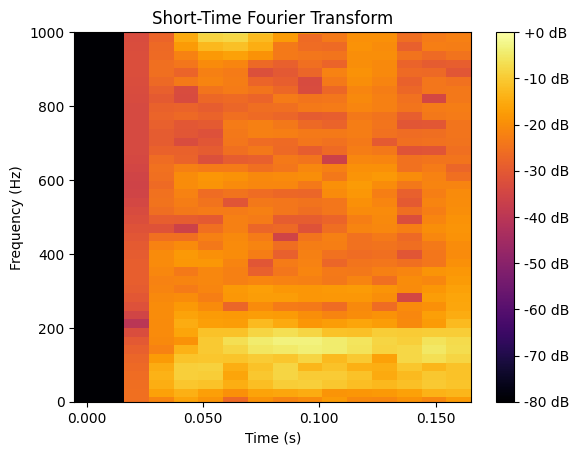 Short-Time Fourier Transform
Frequency (Hz)
1000
800
600
400
200
0
0.000
0.050
0.100
0.150
Time (s)
+0 dB
-10 dB
-20 dB
-30 dB
-40 dB
-50 dB
-60 dB
-70 dB
-80 dB